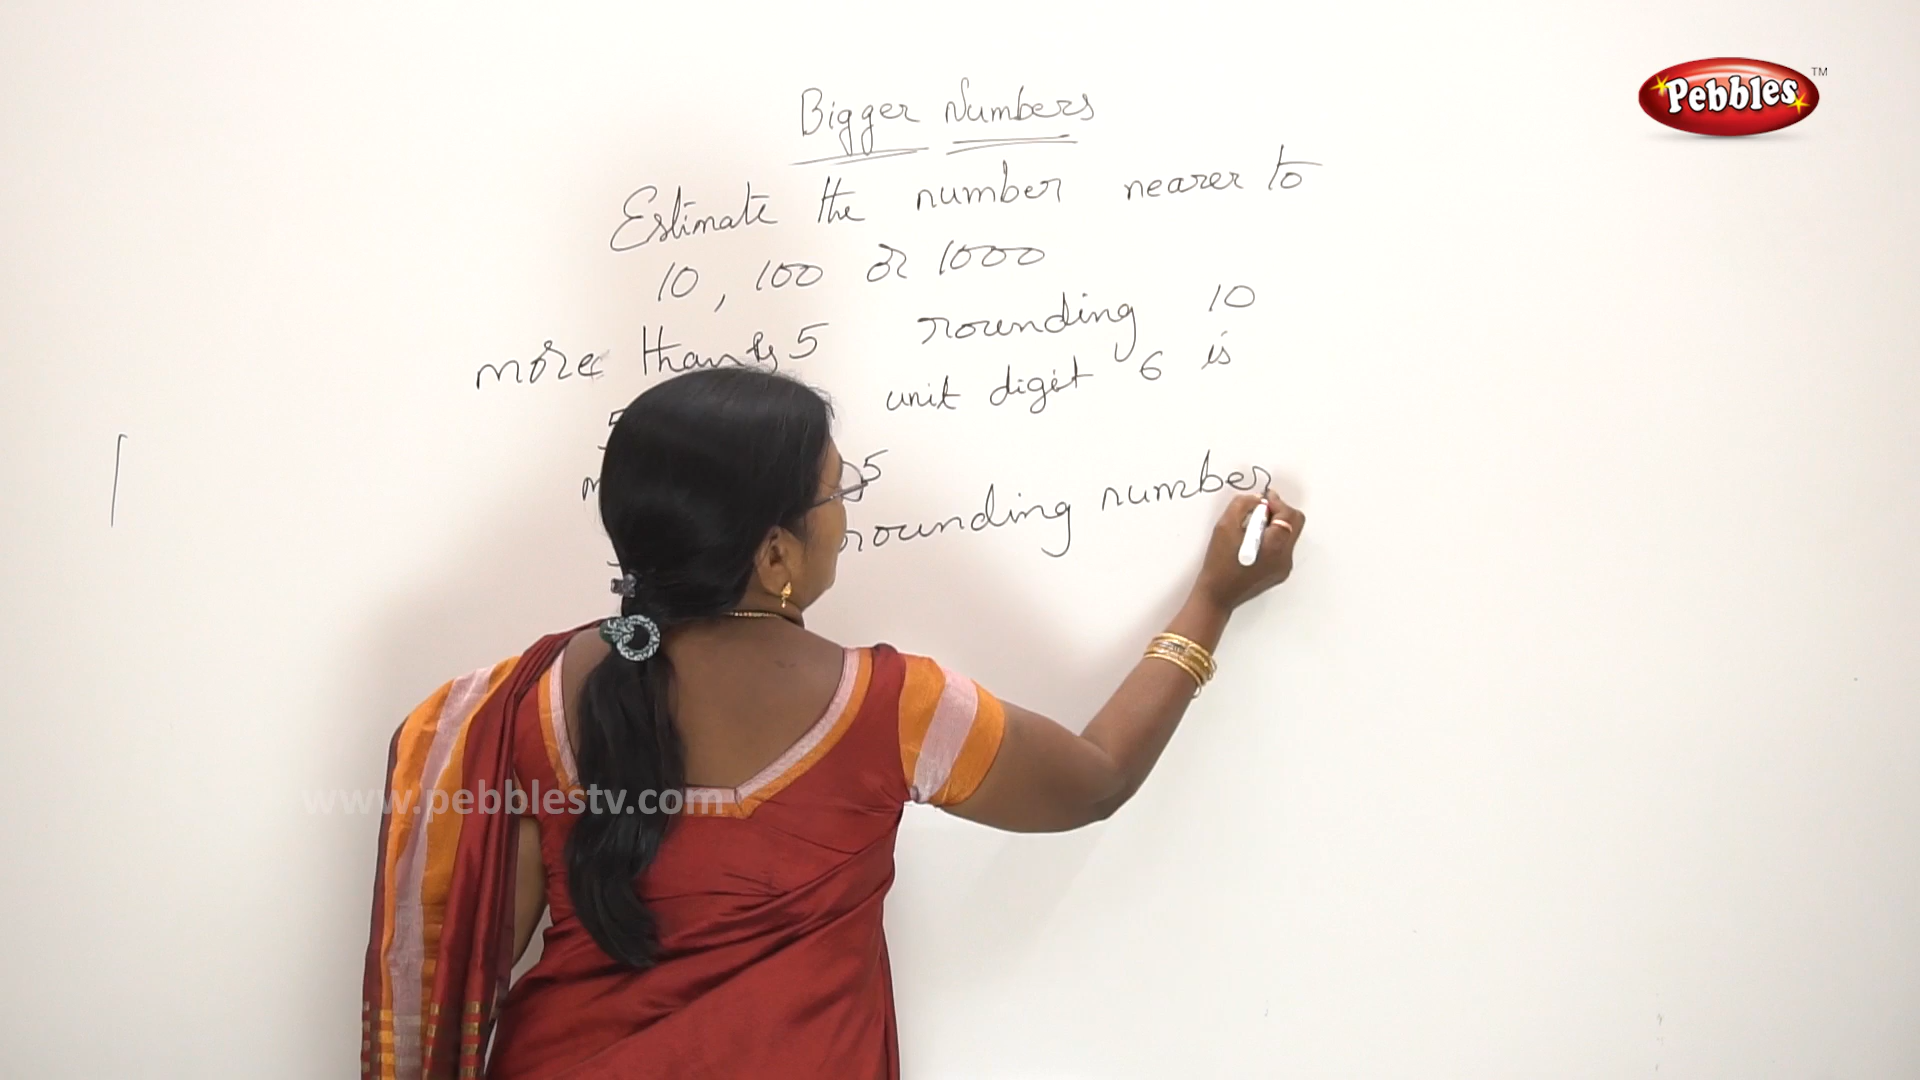 Pebbles TM
Bigger Numbers
Estimate the number nearer to
10, 100 or 1000
more than 5 rounding 10
unit digit 6 is
5
rounding number
www.pebblestv.com